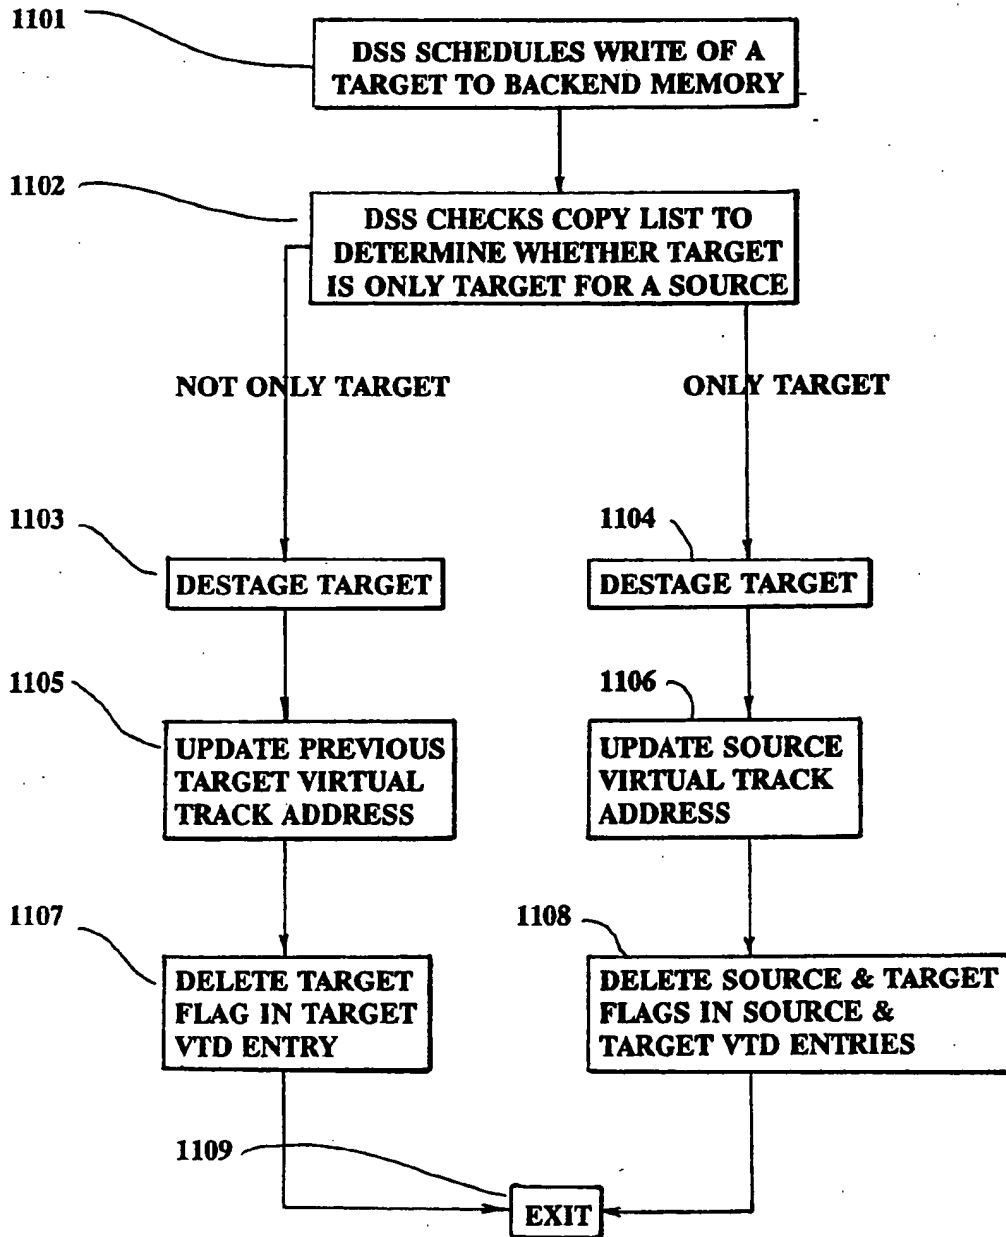 1101
DSS SCHEDULES WRITE OF A
TARGET TO BACKEND MEMORY
1102
DSS CHECKS COPY LIST TO
DETERMINE WHETHER TARGET
IS ONLY TARGET FOR A SOURCE
NOT ONLY TARGET
ONLY TARGET
1103
DESTAGE TARGET
1104
DESTAGE TARGET
1105
UPDATE PREVIOUS
TARGET VIRTUAL
TRACK ADDRESS
1106
UPDATE SOURCE
VIRTUAL TRACK
ADDRESS
1107
DELETE TARGET
FLAG IN TARGET
VTD ENTRY
1108
DELETE SOURCE & TARGET
FLAGS IN SOURCE &
TARGET VTD ENTRIES
1109
EXIT